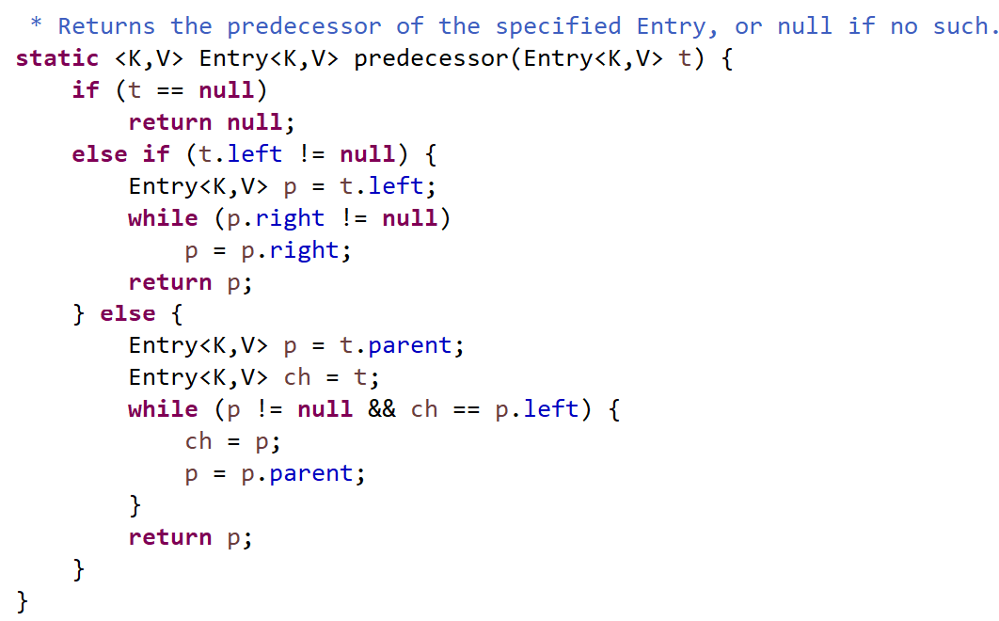 * Returns the predecessor of the specified Entry, or null if no such.
static <K,V> Entry<K,V> predecessor(Entry<K,V> t) {
    if (t == null)
        return null;
    else if (t.left != null) {
        Entry<K,V> p = t.left;
        while (p.right != null)
            p = p.right;
        return p;
    } else {
        Entry<K,V> p = t.parent;
        Entry<K,V> ch = t;
        while (p != null && ch == p.left) {
            ch = p;
            p = p.parent;
        }
        return p;
    }
}